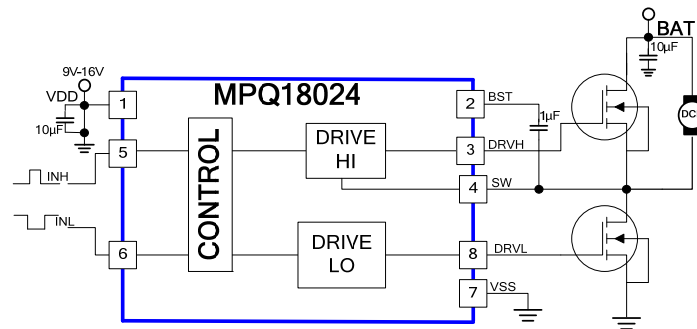 BAT
10µF
9V-16V
VDD
MPQ18024
1
2
BST
10µF
1µF
DC
DRIVE
HI
5
3
DRVH
INH
CONTROL
4
SW
INL
DRIVE
LO
6
8
DRVL
7
VSS